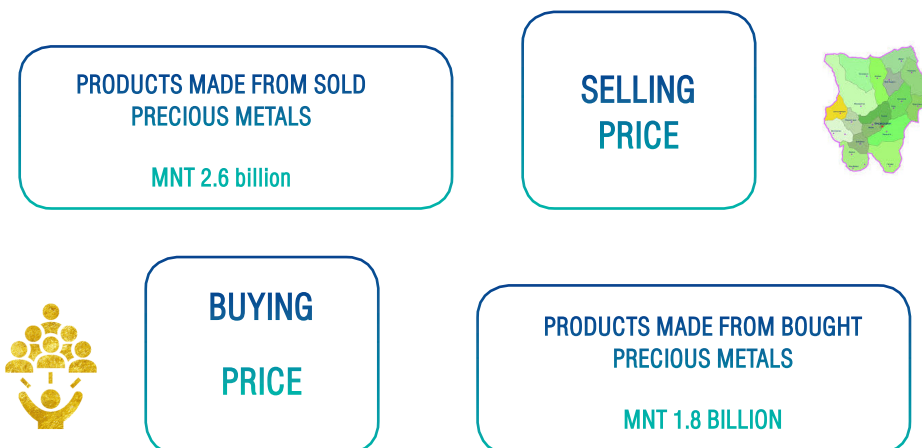 PRODUCTS MADE FROM SOLD
PRECIOUS METALS
MNT 2.6 billion
SELLING
PRICE
BUYING
PRICE
PRODUCTS MADE FROM BOUGHT
PRECIOUS METALS
MNT 1.8 BILLION